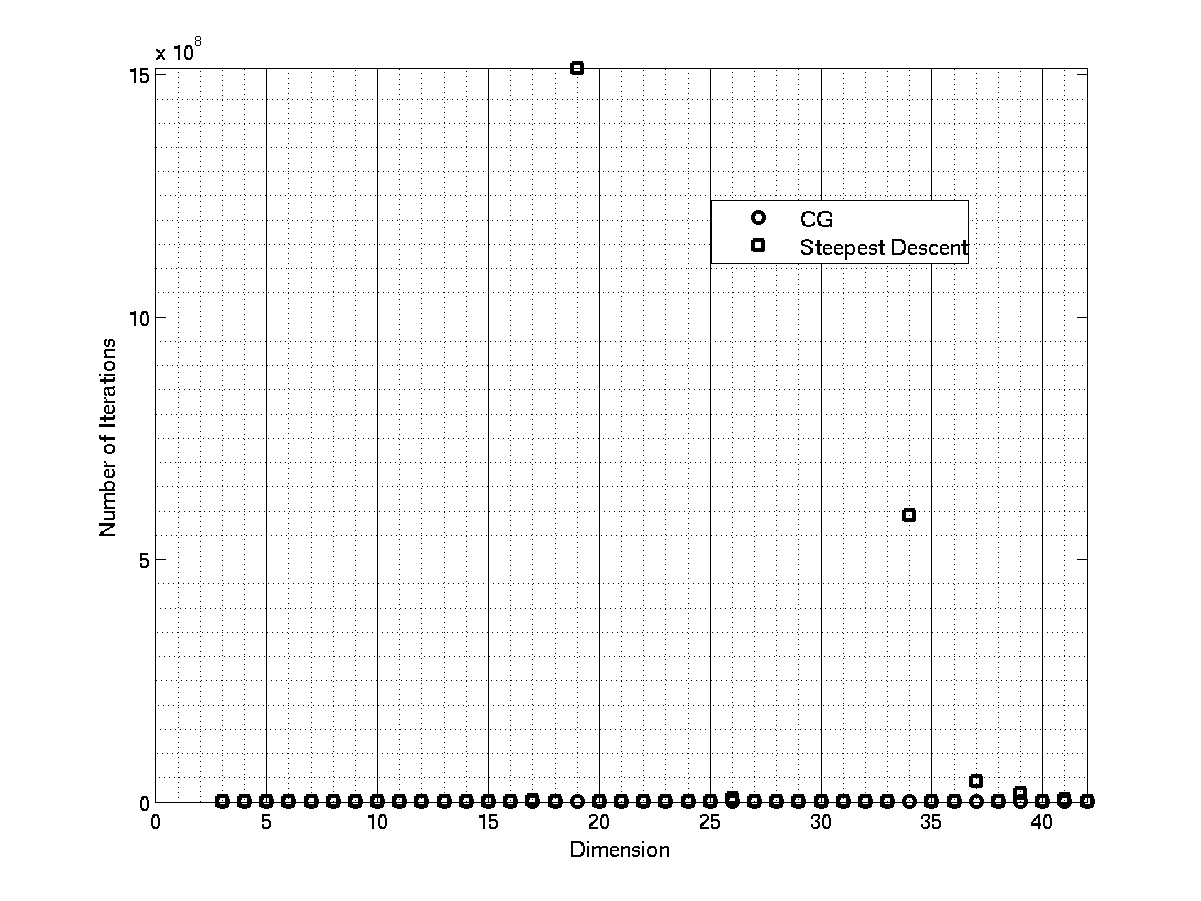 x 10^8
15
10
5
0
Number of Iterations
CG
Steepest Descent
0 5 10 15 20 25 30 35 40
Dimension